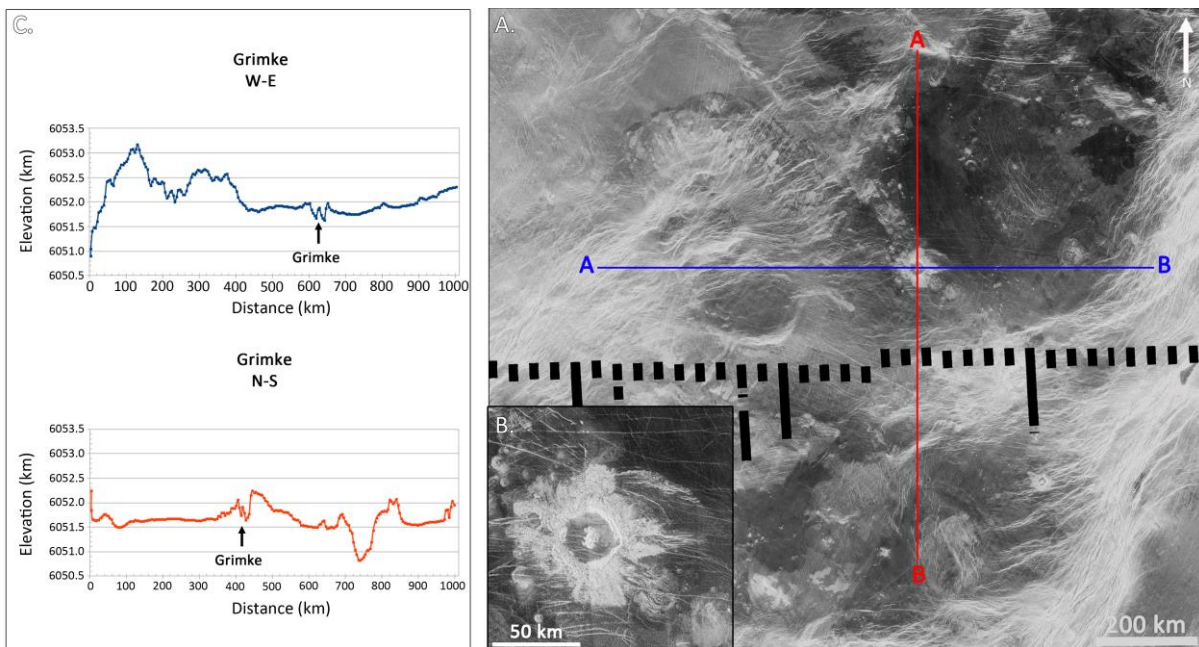 C.
Grimke
W-E
Elevation (km)
6053.5
6053.0
6052.5
6052.0
6051.5
6051.0
6050.5
0 100 200 300 400 500 600 700 800 900 1000
Grimke
Distance (km)
Grimke
N-S
Elevation (km)
6053.5
6053.0
6052.5
6052.0
6051.5
6051.0
6050.5
0 100 200 300 400 500 600 700 800 900 1000
Grimke
Distance (km)
A.
A
N
A
B
B
200 km
B.
50 km